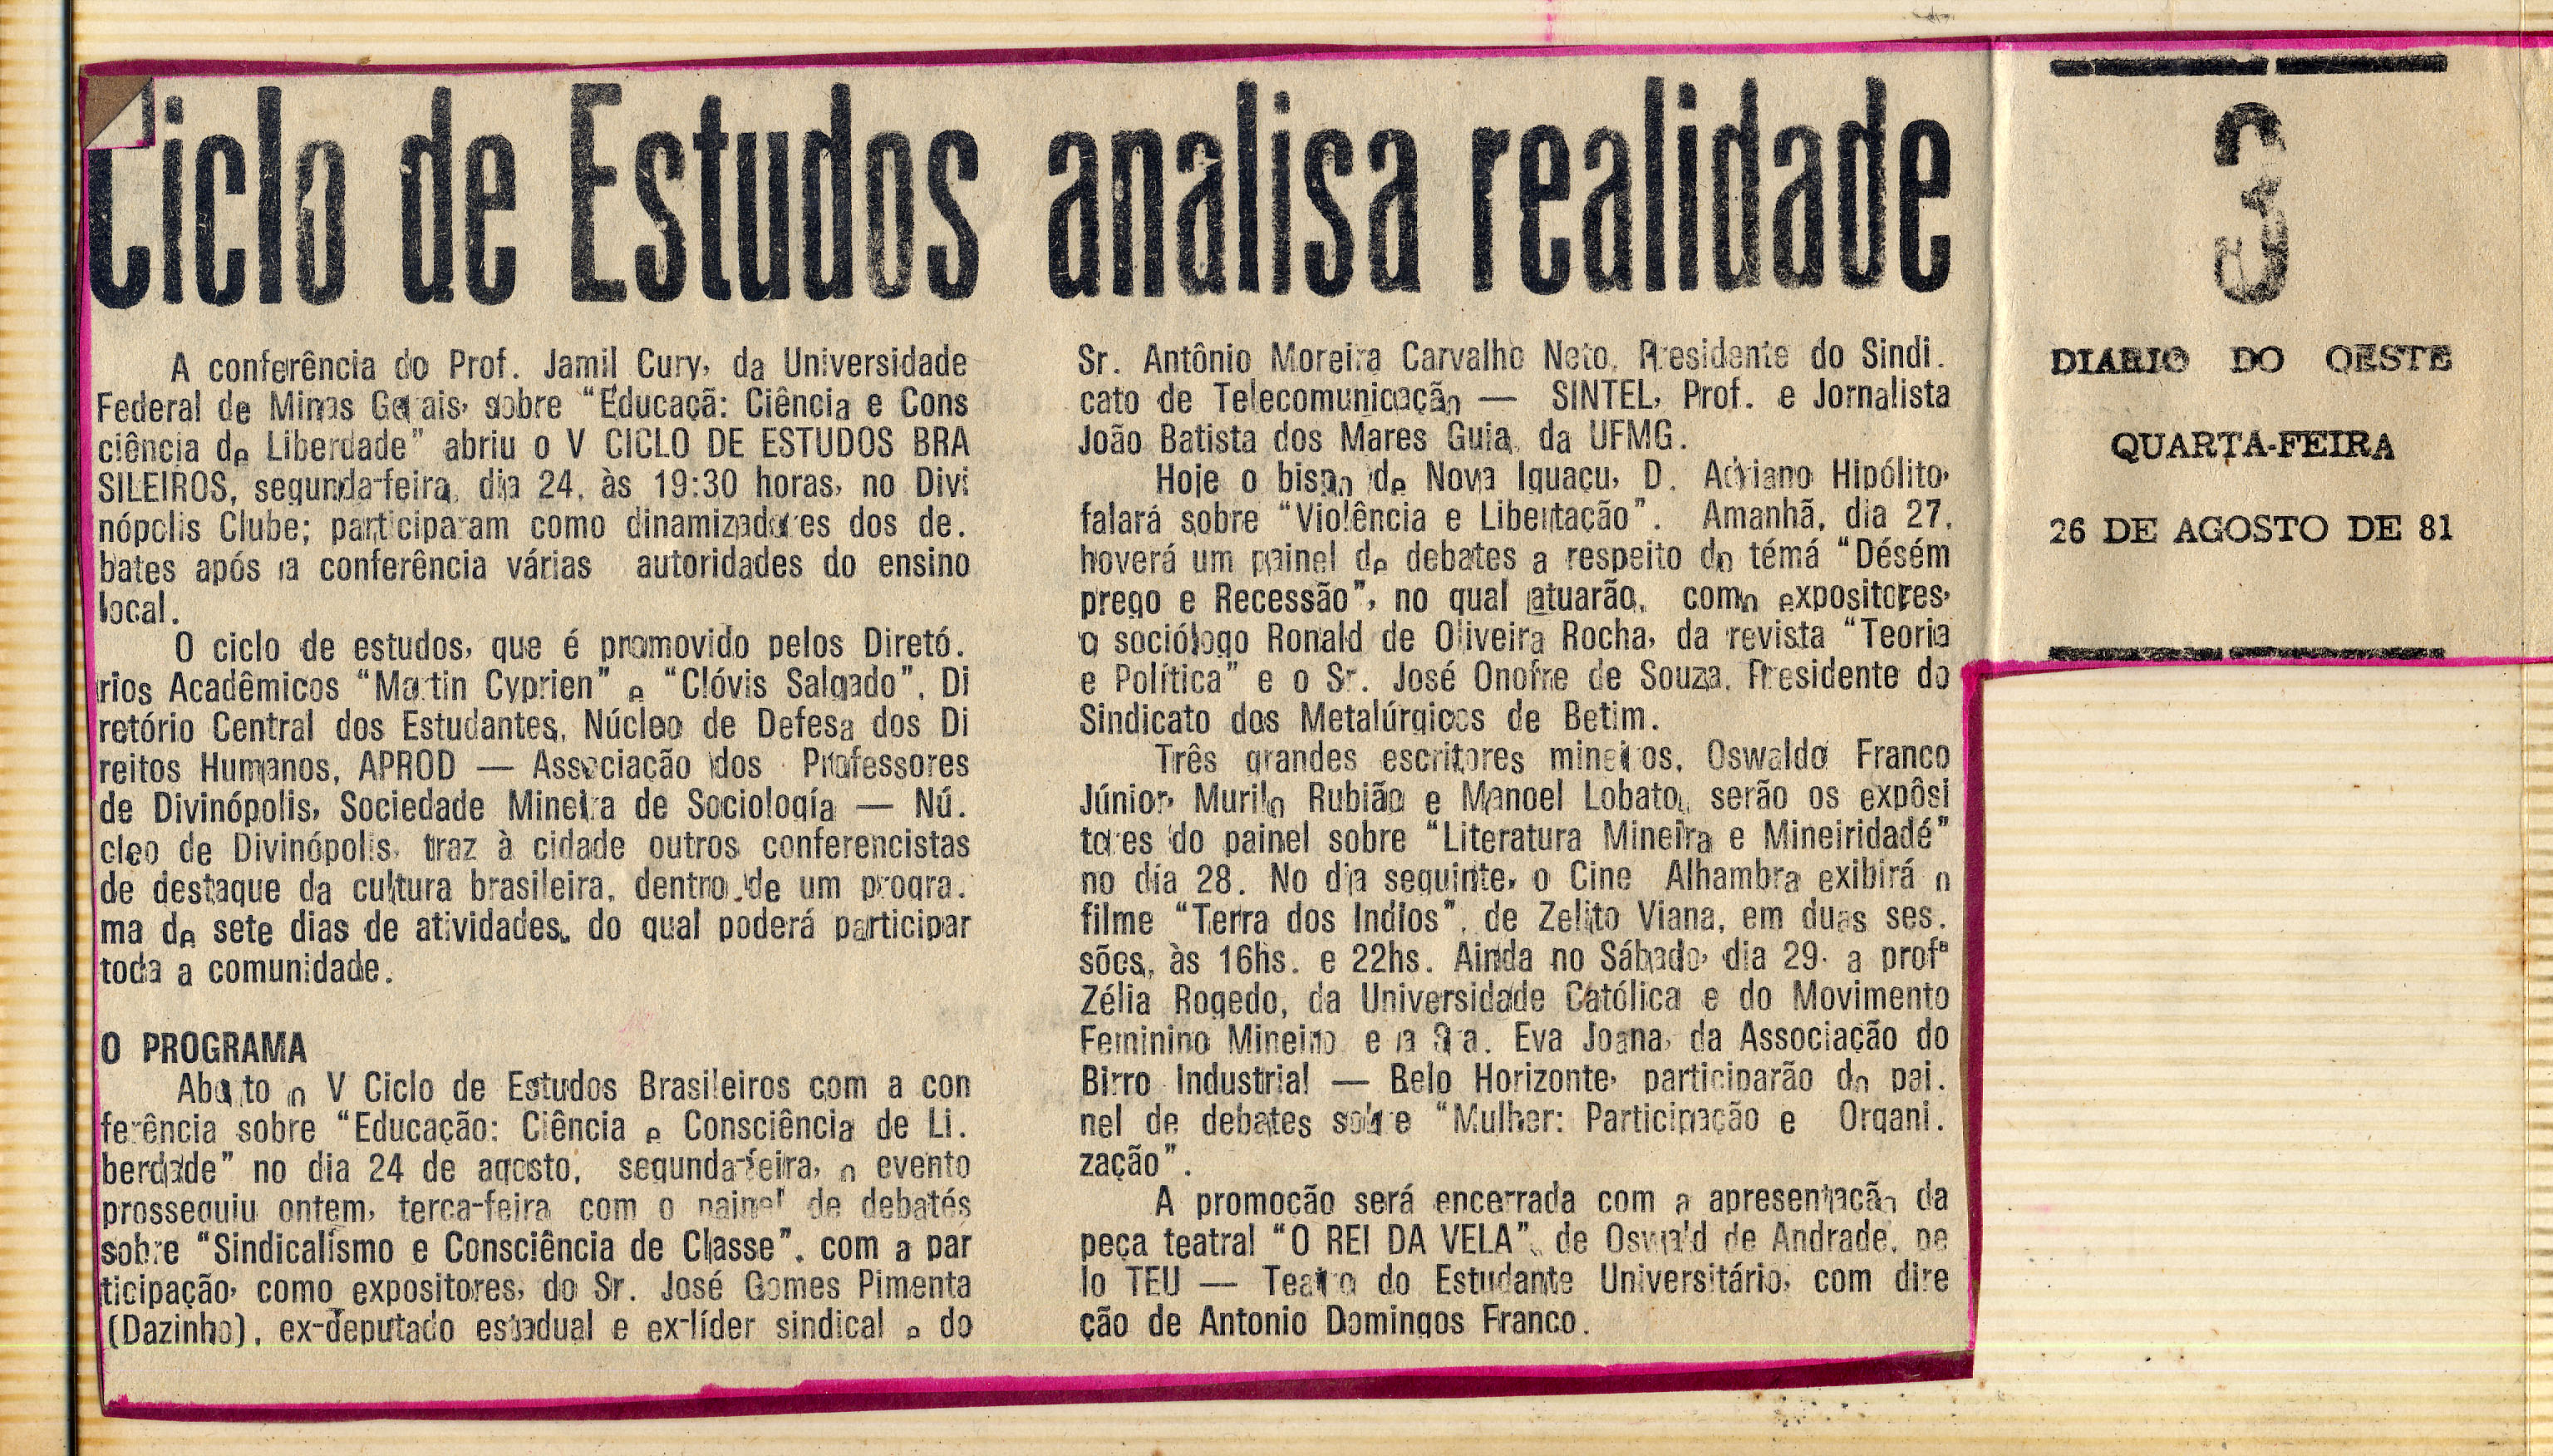 Ciclo de Estudos analisa realidade
A conferência do Prof. Jamil Cury, da Universidade
Federal de Minas Gerais, sobre “Educaçã: Ciência e Cons
ciência de Liberdade” abriu o V CICLO DE ESTUDOS BRA
SILEIROS, segunda-feira, dia 24, às 19:30 horas, no Divi
nópolis Clube; participaram como dinamizadores dos de.
bates após a conferência várias autoridades do ensino
local.
O ciclo de estudos, que é promovido pelos Diretó.
rios Acadêmicos “Martin Cyprien” e “Clóvis Salgado”, Di
retório Central dos Estudantes, Núcleo de Defesa dos Di
reitos Humanos, APROD — Associação dos Professores
de Divinópolis, Sociedade Mineira de Sociologia — Nú.
cleo de Divinópolis, traz à cidade outros conferencistas
de destaque da cultura brasileira, dentro de um progra.
ma de sete dias de atividades, do qual poderá participar
toda a comunidade.
O PROGRAMA
Aberto o V Ciclo de Estudos Brasileiros com a con
ferência sobre “Educação: Ciência e Consciência de Li.
berdade” no dia 24 de agosto, segunda-feira, o evento
prosseguiu ontem, terça-feira com o painel de debatés
sobre “Sindicalismo e Consciência de Classe”, com a par
ticipação, como expositores, do Sr. José Gomes Pimenta
(Dazinho), ex-deputado estadual e ex-líder sindical e do
Sr. Antônio Moreira Carvalho Neto, Presidente do Sindi.
cato de Telecomunicação — SINTEL, Prof. e Jornalista
João Batista dos Mares Guia, da UFMG.
Hoje o bispo de Nova Iguaçu, D. Adriano Hipólito,
falará sobre “Violência e Libertação”. Amanhã, dia 27,
hoverá um painel de debates a respeito do témá “Désém
prego e Recessão”, no qual atuarão, como expositores,
o sociólogo Ronald de Oliveira Rocha, da revista “Teoria
e Política” e o Sr. José Onofre de Souza, Presidente do
Sindicato dos Metalúrgicos de Betim.
Três grandes escritores mineiros, Oswaldo Franco
Júnior, Murilo Rubião e Manoel Lobato, serão os expôsi
tores do painel sobre “Literatura Mineira e Mineiridadé”
no dia 28. No dia seguinte, o Cine Alhambra exibirá o
filme “Terra dos Indios”, de Zelito Viana, em duas ses.
sões, às 16hs. e 22hs. Ainda no Sábado, dia 29, a profª
Zélia Rogedo, da Universidade Católica e do Movimento
Feminino Mineiro e a Sra. Eva Joana, da Associação do
Birro Industrial — Belo Horizonte, participarão do pai.
nel de debates sobre “Mulher: Participação e Organi.
zação”.
A promoção será encerrada com a apresentação da
peça teatral “O REI DA VELA”, de Oswald de Andrade, pe
lo TEU — Teatro do Estudante Universitário, com dire
ção de Antonio Domingos Franco.
3
DIARIO DO OESTE
QUARTA-FEIRA
26 DE AGOSTO DE 81